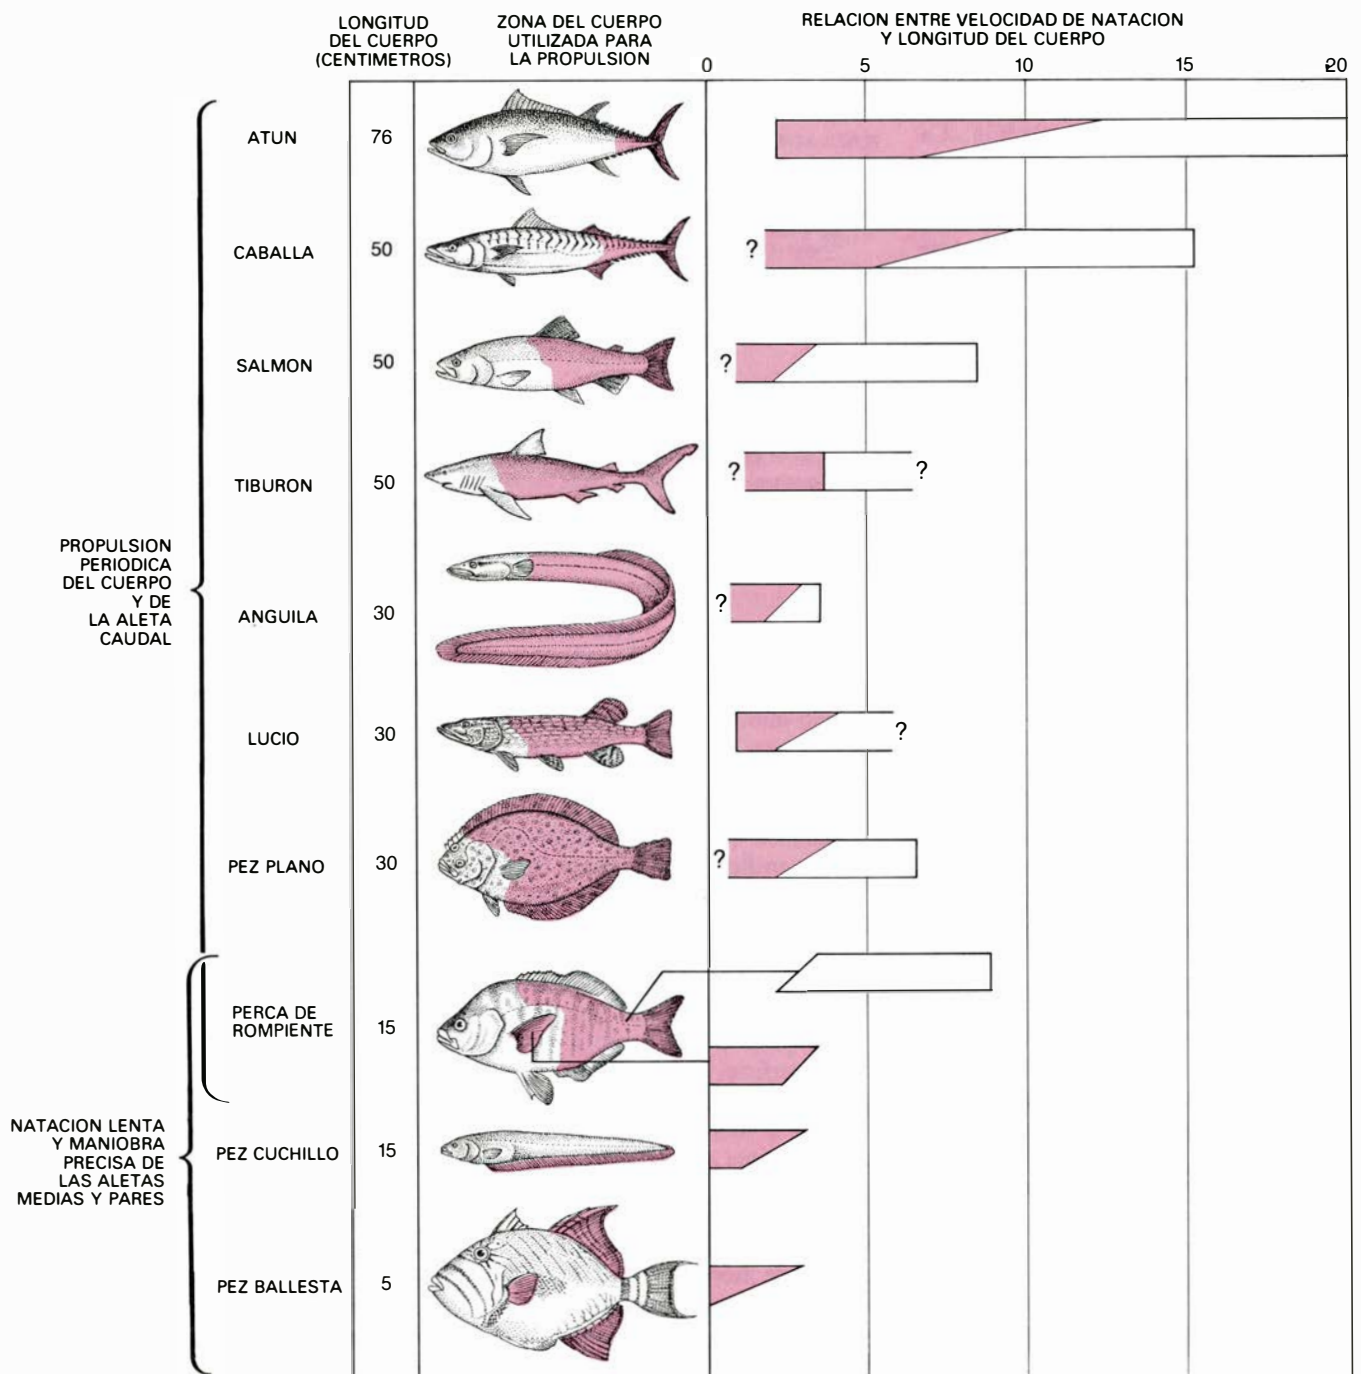 LONGITUD
DEL CUERPO
(CENTIMETROS)
ZONA DEL CUERPO
UTILIZADA PARA
LA PROPULSION
RELACION ENTRE VELOCIDAD DE NATACION
Y LONGITUD DEL CUERPO
0 5 10 15 20
ATUN 76
CABALLA 50 ?
SALMON 50 ?
TIBURON 50 ? ?
PROPULSION
PERIODICA
DEL CUERPO
Y DE
LA ALETA
CAUDAL
ANGUILA 30 ?
LUCIO 30 ?
PEZ PLANO 30 ?
PERCA DE
ROMPIENTE 15
NATACION LENTA
Y MANIOBRA
PRECISA DE
LAS ALETAS
MEDIAS Y PARES
PEZ CUCHILLO 15
PEZ BALLESTA 5